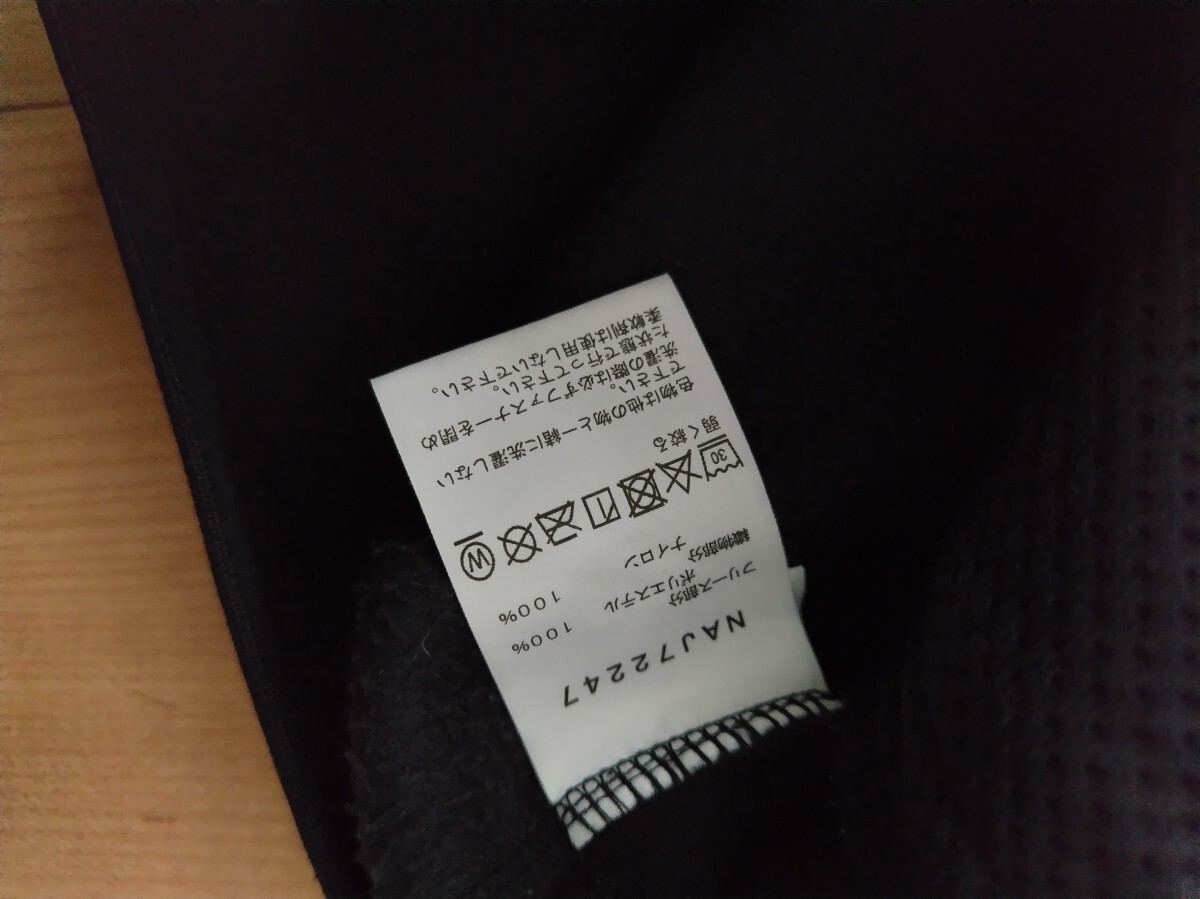 NAJ72247
フリース部分
ポリエステル 100%
織物部分
ナイロン 100%
30 W
弱く絞る
色物は他の物と一緒に洗濯しない
で下さい。
洗濯の際は必ずファスナーを閉め
た状態で行って下さい。
柔軟剤は使用しないで下さい。